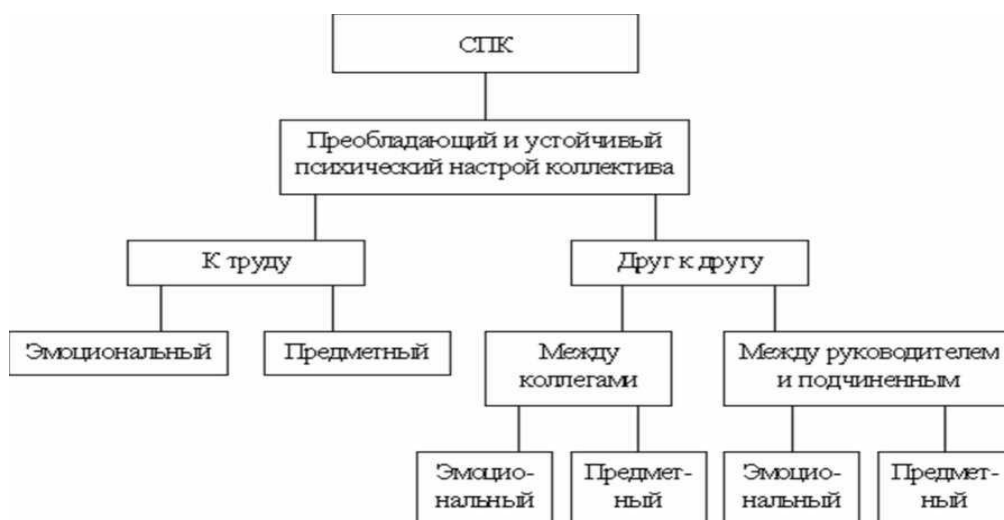 СПК
Преобладающий и устойчивый
психический настрой коллектива
К труду
Друг к другу
Эмоциональный
Предметный
Между
коллегами
Между руководителем
и подчиненным
Эмоцио-
нальный
Предмет-
ный
Эмоцио-
нальный
Предмет-
ный